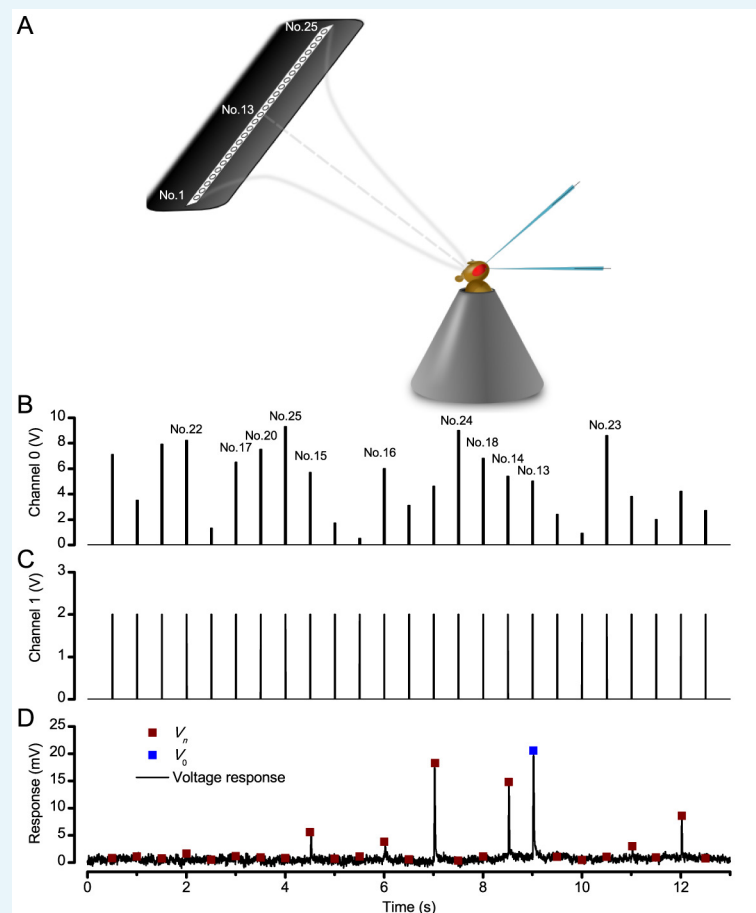 A
No.25
No.13
No.1
B
10
8
6
4
2
0
Channel 0 (V)
No.22
No.17
No.20
No.25
No.15
No.16
No.24
No.18
No.14
No.13
No.23
C
3
2
1
0
Channel 1 (V)
D
25
20
15
10
5
0
Response (mV)
Vn
V0
Voltage response
0 2 4 6 8 10 12
Time (s)